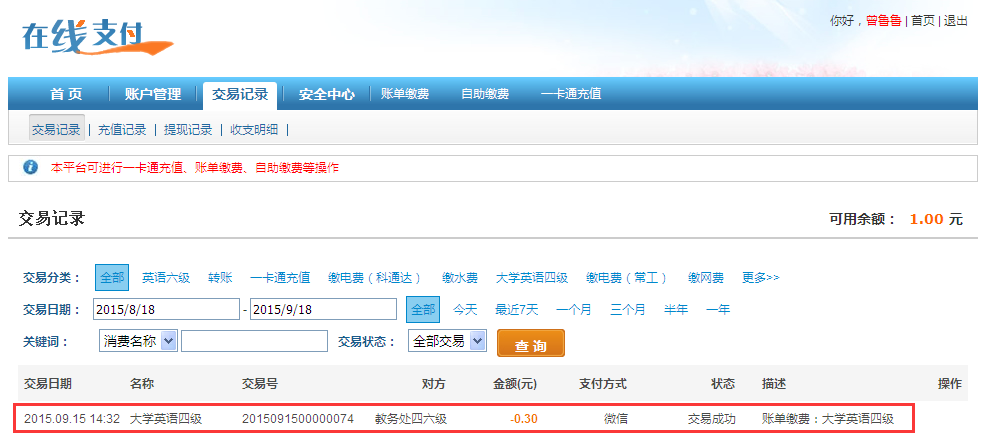 在线支付
你好，曾鲁鲁 | 首页 | 退出
首 页 账户管理 交易记录 安全中心 账单缴费 自助缴费 一卡通充值
交易记录 | 充值记录 | 提现记录 | 收支明细 |
本平台可进行一卡通充值、账单缴费、自助缴费等操作
交易记录 可用余额： 1.00 元
交易分类： 全部 英语六级 转账 一卡通充值 缴电费（科通达） 缴水费 大学英语四级 缴电费（常工） 缴网费 更多>>
交易日期： 2015/8/18 - 2015/9/18 全部 今天 最近7天 一个月 三个月 半年 一年
关键词： 消费名称 交易状态： 全部交易 查 询
交易日期 名称 交易号 对方 金额(元) 支付方式 状态 描述 操作
2015.09.15 14:32 大学英语四级 2015091500000074 教务处四六级 -0.30 微信 交易成功 账单缴费：大学英语四级